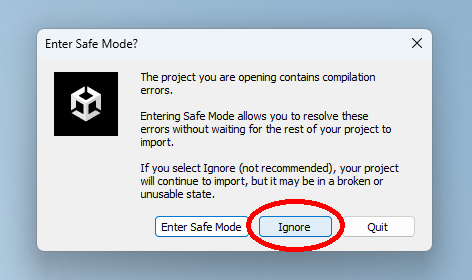 Enter Safe Mode?
The project you are opening contains compilation
errors.
Entering Safe Mode allows you to resolve these
errors without waiting for the rest of your project to
import.
If you select Ignore (not recommended), your project
will continue to import, but it may be in a broken or
unusable state.
Enter Safe Mode Ignore Quit